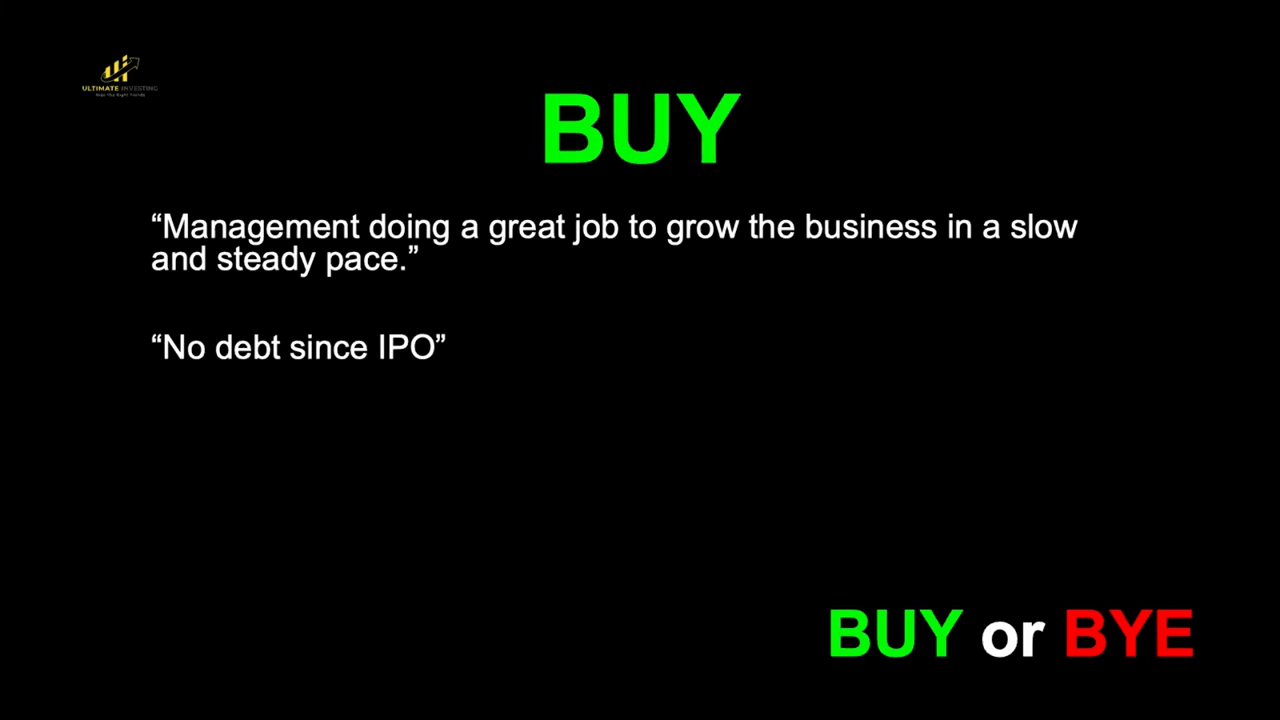 ULTIMATE INVESTING
BUY
“Management doing a great job to grow the business in a slow
and steady pace.”
“No debt since IPO”
BUY or BYE